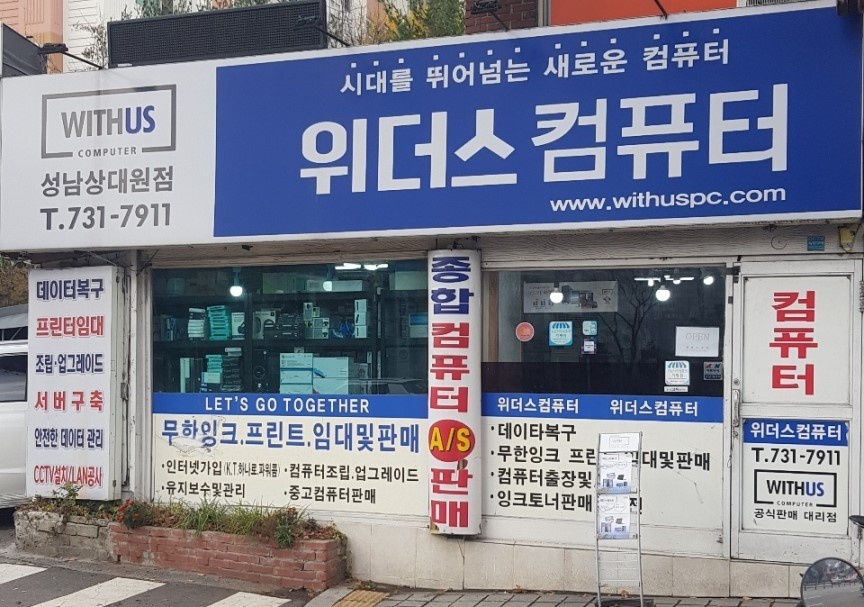 WITHUS
COMPUTER
성남상대원점
T.731-7911
시대를 뛰어넘는 새로운 컴퓨터
위더스컴퓨터
www.withuspc.com
데이터복구
프린터임대
조립·업그레이드
서버구축
안전한 데이터 관리
CCTV설치/LAN공사
LET'S GO TOGETHER
무한잉크.프린트.임대및판매
·인터넷가입(K.T.하나로.파워콤) ·컴퓨터조립.업그레이드
·유지보수및관리 ·중고컴퓨터판매
종합컴퓨터
A/S
판매
OPEN
위더스컴퓨터 위더스컴퓨터
·데이타복구
·무한잉크 프린 임대및판매
·컴퓨터출장및
·잉크토너판매
컴퓨터
위더스컴퓨터
T.731-7911
WITHUS
COMPUTER
공식판매 대리점